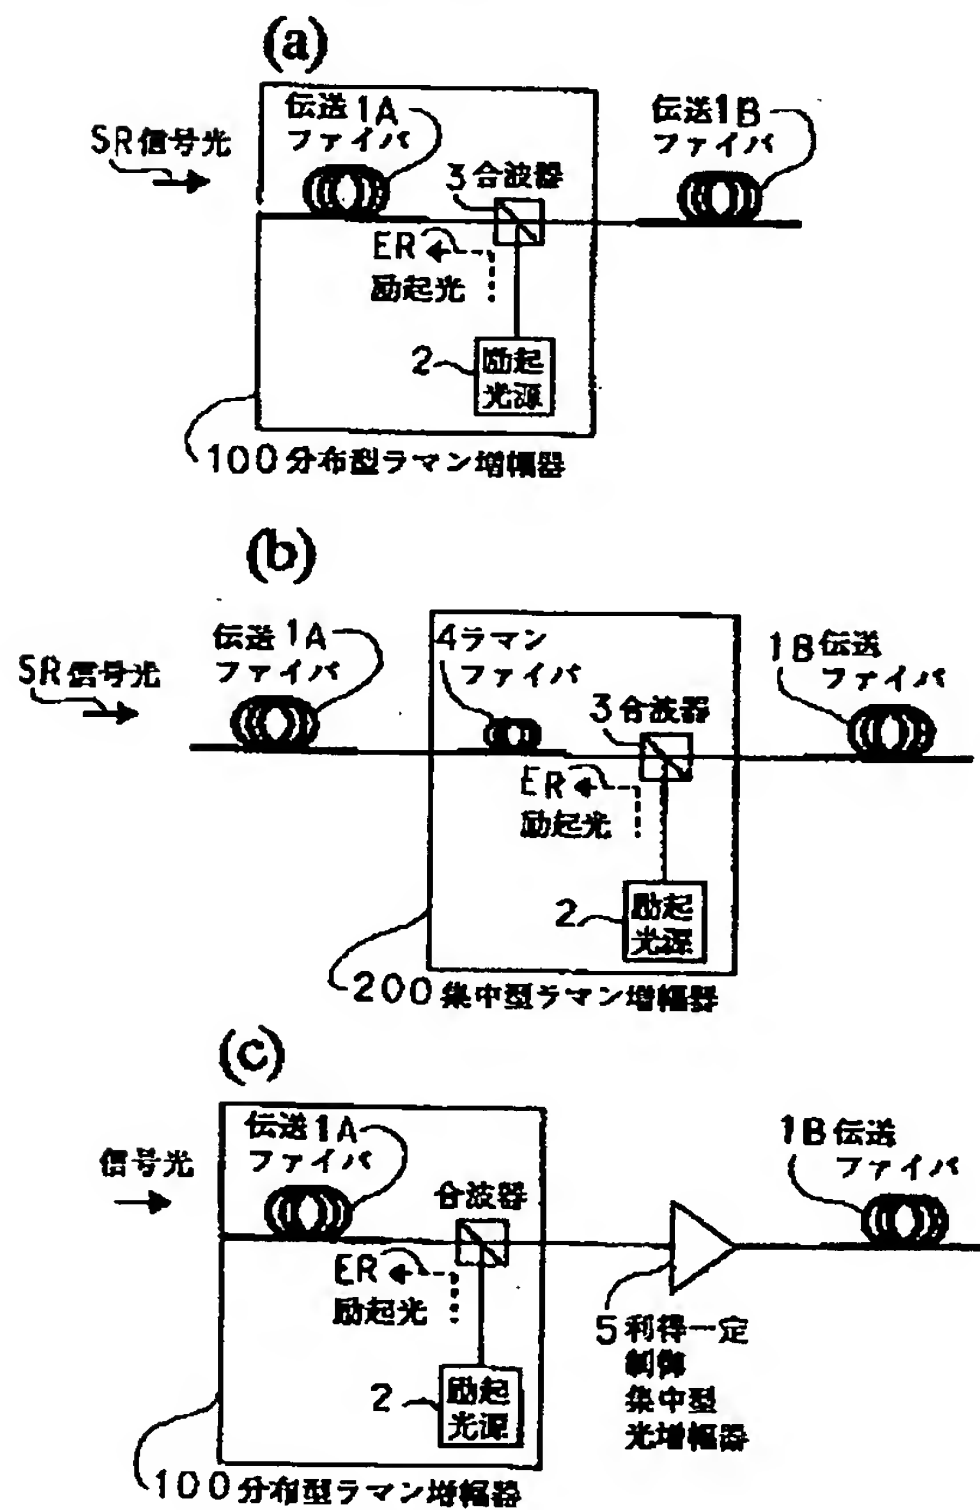 (a)
伝送1A
ファイバ
伝送1B
ファイバ
SR信号光
3合波器
ER
励起光
2
励起
光源
100分布型ラマン増幅器
(b)
伝送1A
ファイバ
4ラマン
ファイバ
1B伝送
ファイバ
SR信号光
3合波器
ER
励起光
2
励起
光源
200集中型ラマン増幅器
(c)
伝送1A
ファイバ
1B伝送
ファイバ
信号光
合波器
ER
励起光
5利得一定
制御
集中型
光増幅器
2
励起
光源
100分布型ラマン増幅器